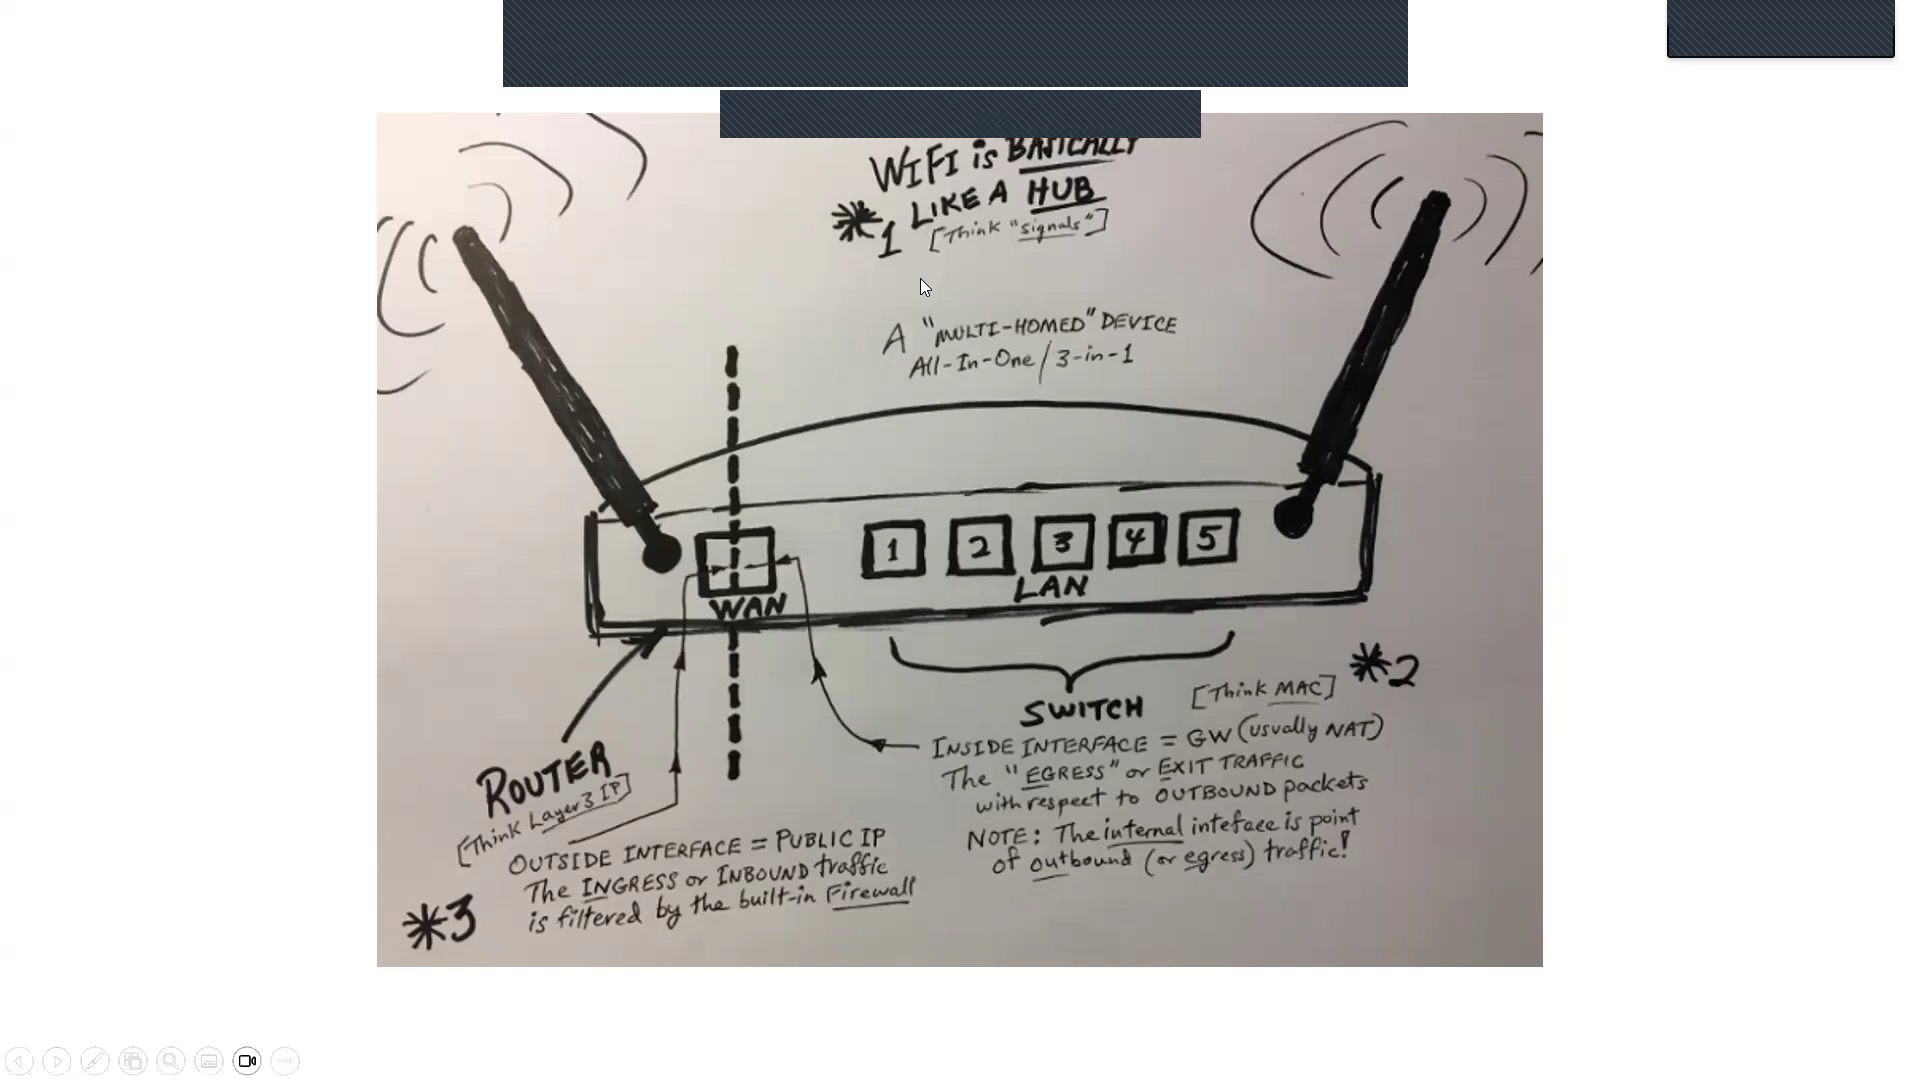 WIFI is BASICALLY
*1 LIKE A HUB
[Think "signals"]
A "MULTI-HOMED" DEVICE
All-In-One/3-in-1
1 2 3 4 5
WAN
LAN
SWITCH
[Think MAC] *2
INSIDE INTERFACE = GW (usually NAT)
The "EGRESS" or EXIT TRAFFIC
with respect to OUTBOUND packets
NOTE: The internal inteface is point
of outbound (or egress) traffic!
ROUTER
[Think Layer3 IP]
OUTSIDE INTERFACE = PUBLIC IP
The INGRESS or INBOUND traffic
is filtered by the built-in Firewall
*3